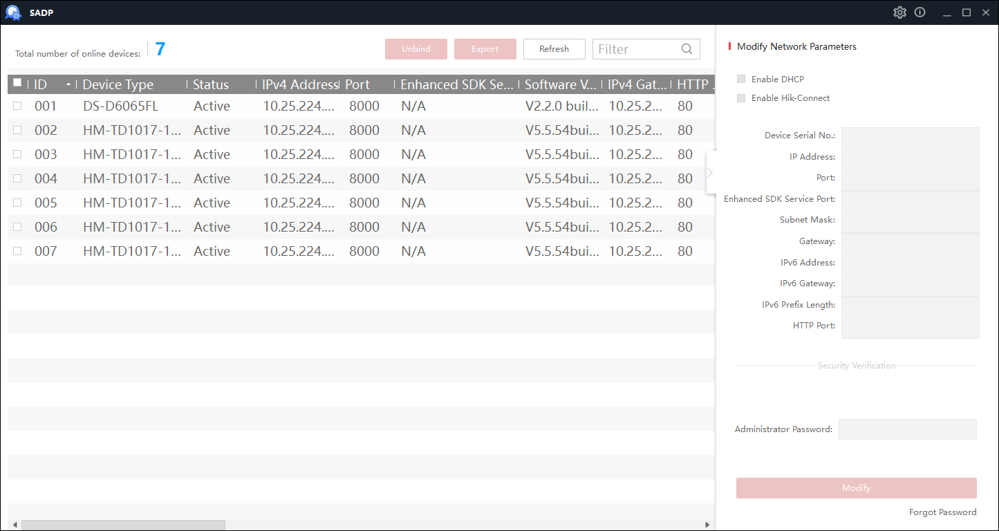 SADP
Total number of online devices: 7
Unbind Export Refresh Filter
ID Device Type Status IPv4 Address Port Enhanced SDK Se... Software V... IPv4 Gat... HTTP .
001 DS-D6065FL Active 10.25.224.... 8000 N/A V2.2.0 buil... 10.25.2... 80
002 HM-TD1017-1... Active 10.25.224.... 8000 N/A V5.5.54bui... 10.25.2... 80
003 HM-TD1017-1... Active 10.25.224.... 8000 N/A V5.5.54bui... 10.25.2... 80
004 HM-TD1017-1... Active 10.25.224.... 8000 N/A V5.5.54bui... 10.25.2... 80
005 HM-TD1017-1... Active 10.25.224.... 8000 N/A V5.5.54bui... 10.25.2... 80
006 HM-TD1017-1... Active 10.25.224.... 8000 N/A V5.5.54bui... 10.25.2... 80
007 HM-TD1017-1... Active 10.25.224.... 8000 N/A V5.5.54bui... 10.25.2... 80
Modify Network Parameters
Enable DHCP
Enable Hik-Connect
Device Serial No.:
IP Address:
Port:
Enhanced SDK Service Port:
Subnet Mask:
Gateway:
IPv6 Address:
IPv6 Gateway:
IPv6 Prefix Length:
HTTP Port:
Security Verification
Administrator Password:
Modify
Forgot Password